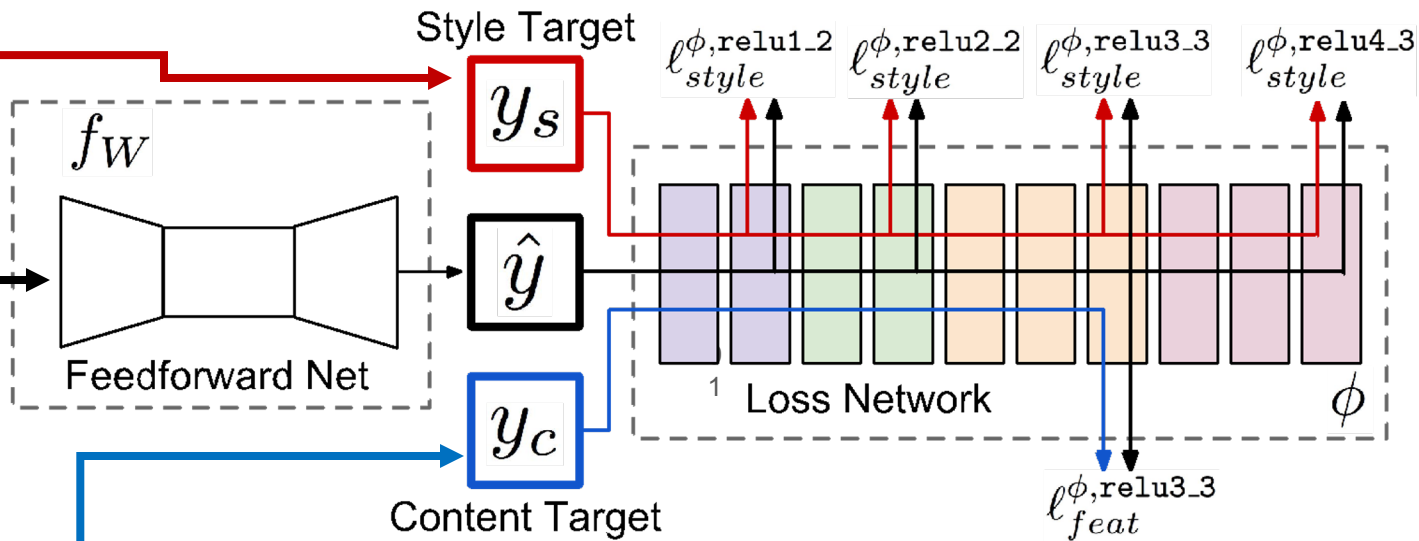 Style Target
ℓ^{ϕ,relu1_2}_{style}
ℓ^{ϕ,relu2_2}_{style}
ℓ^{ϕ,relu3_3}_{style}
ℓ^{ϕ,relu4_3}_{style}
f_W
y_s
ŷ
Feedforward Net
y_c
1
Loss Network
ϕ
Content Target
ℓ^{ϕ,relu3_3}_{feat}